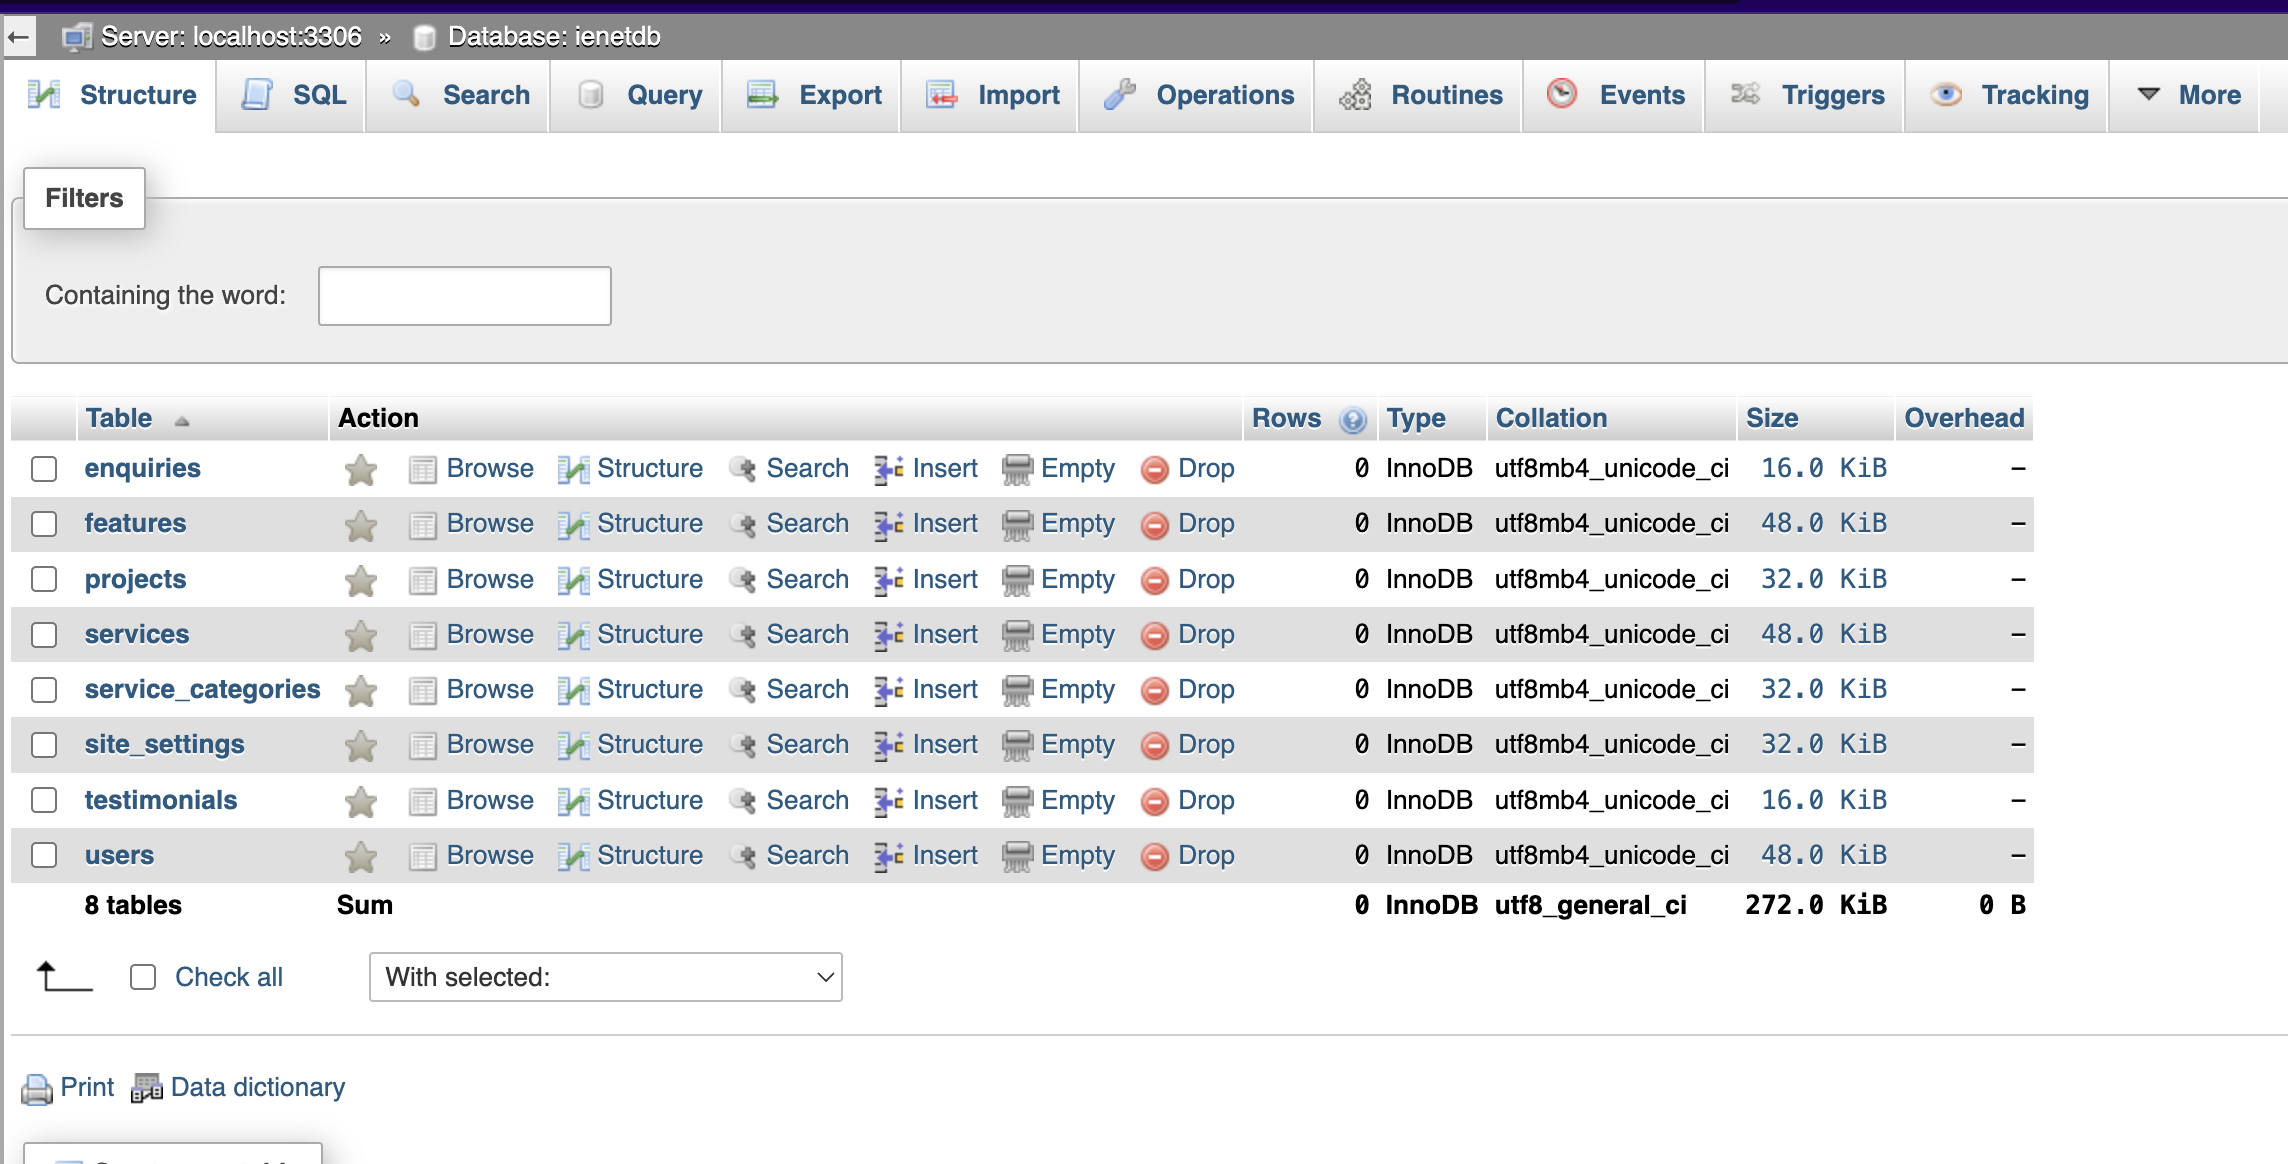 Server: localhost:3306 » Database: ienetdb
Structure SQL Search Query Export Import Operations Routines Events Triggers Tracking More
Filters
Containing the word:
Table Action Rows Type Collation Size Overhead
enquiries Browse Structure Search Insert Empty Drop 0 InnoDB utf8mb4_unicode_ci 16.0 KiB –
features Browse Structure Search Insert Empty Drop 0 InnoDB utf8mb4_unicode_ci 48.0 KiB –
projects Browse Structure Search Insert Empty Drop 0 InnoDB utf8mb4_unicode_ci 32.0 KiB –
services Browse Structure Search Insert Empty Drop 0 InnoDB utf8mb4_unicode_ci 48.0 KiB –
service_categories Browse Structure Search Insert Empty Drop 0 InnoDB utf8mb4_unicode_ci 32.0 KiB –
site_settings Browse Structure Search Insert Empty Drop 0 InnoDB utf8mb4_unicode_ci 32.0 KiB –
testimonials Browse Structure Search Insert Empty Drop 0 InnoDB utf8mb4_unicode_ci 16.0 KiB –
users Browse Structure Search Insert Empty Drop 0 InnoDB utf8mb4_unicode_ci 48.0 KiB –
8 tables Sum 0 InnoDB utf8_general_ci 272.0 KiB 0 B
Check all With selected:
Print Data dictionary